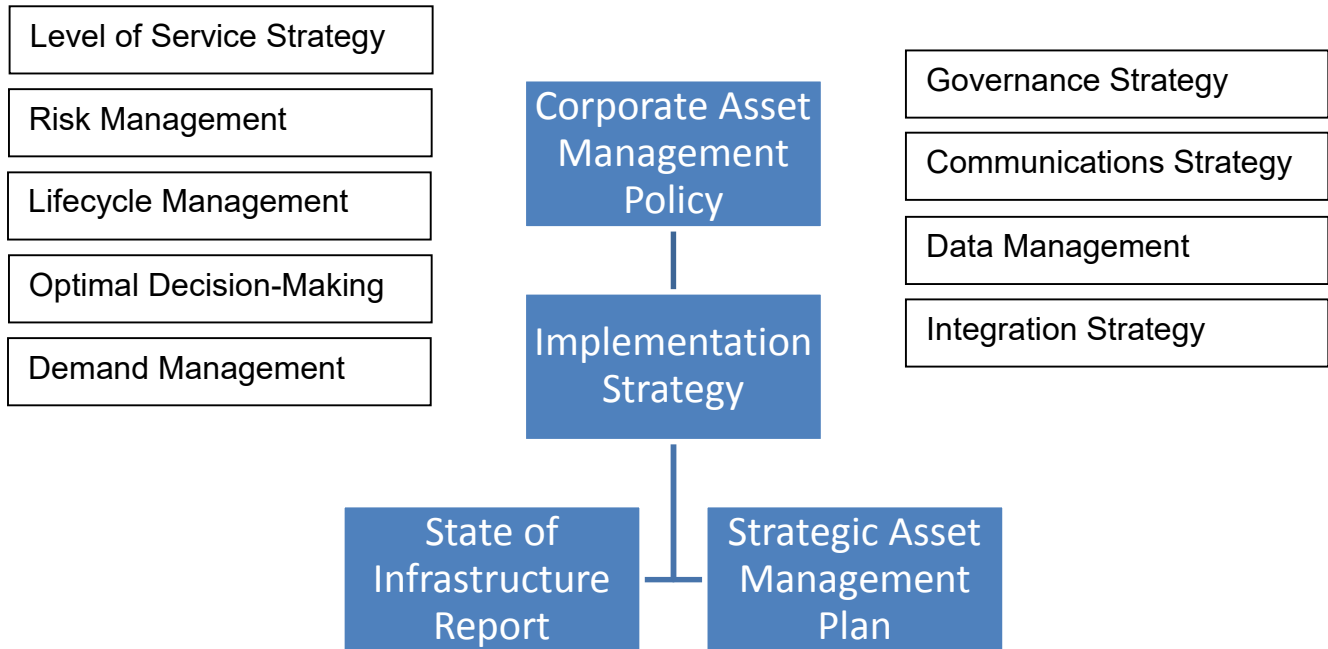 Level of Service Strategy
Risk Management
Lifecycle Management
Optimal Decision-Making
Demand Management
Corporate Asset
Management
Policy
Implementation
Strategy
State of
Infrastructure
Report
Strategic Asset
Management
Plan
Governance Strategy
Communications Strategy
Data Management
Integration Strategy